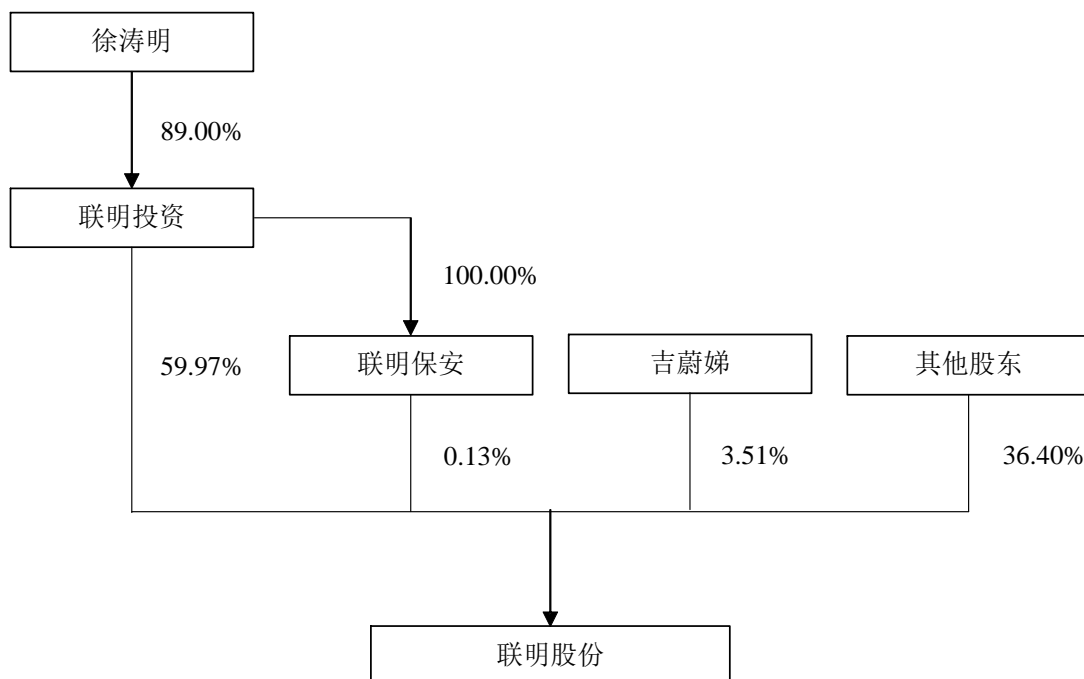 徐涛明
89.00%
联明投资
100.00%
59.97%
联明保安
吉蔚娣
其他股东
0.13%
3.51%
36.40%
联明股份